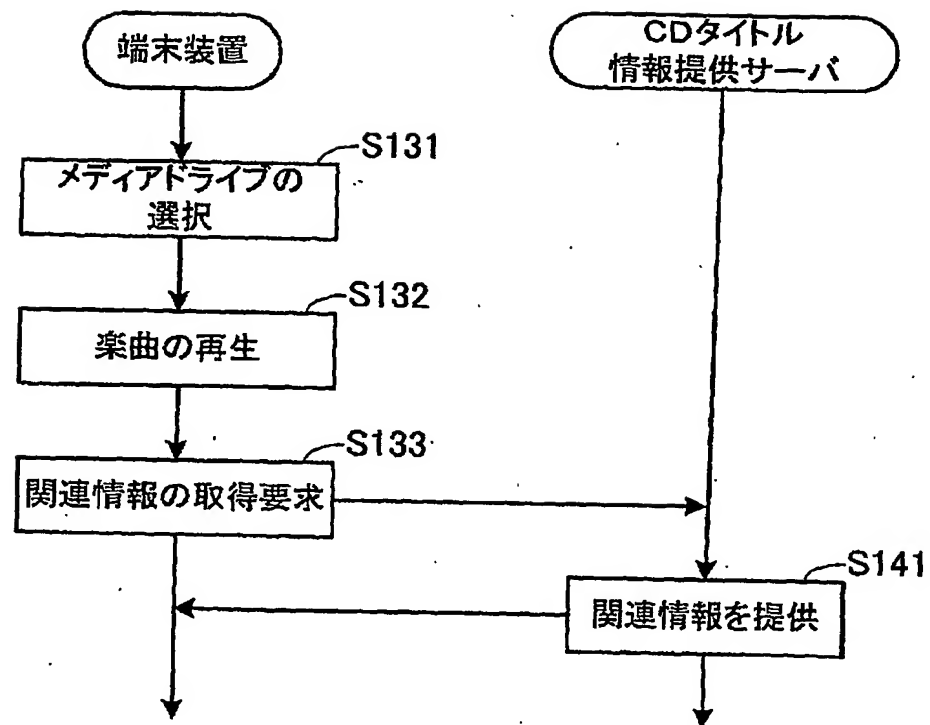 端末装置
CDタイトル
情報提供サーバ
S131
メディアドライブの
選択
S132
楽曲の再生
S133
関連情報の取得要求
S141
関連情報を提供